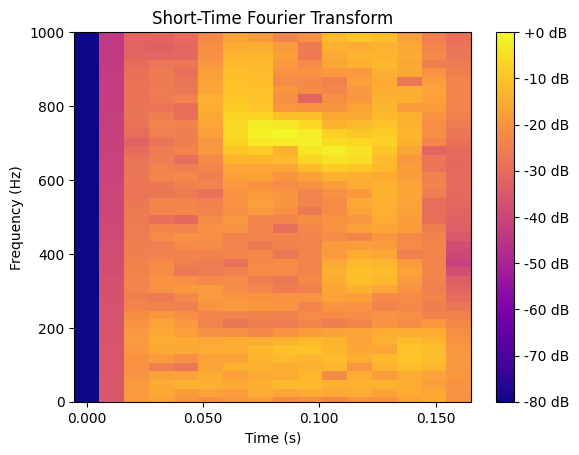 Short-Time Fourier Transform
Frequency (Hz)
1000
800
600
400
200
0
0.000
0.050
0.100
0.150
Time (s)
+0 dB
-10 dB
-20 dB
-30 dB
-40 dB
-50 dB
-60 dB
-70 dB
-80 dB